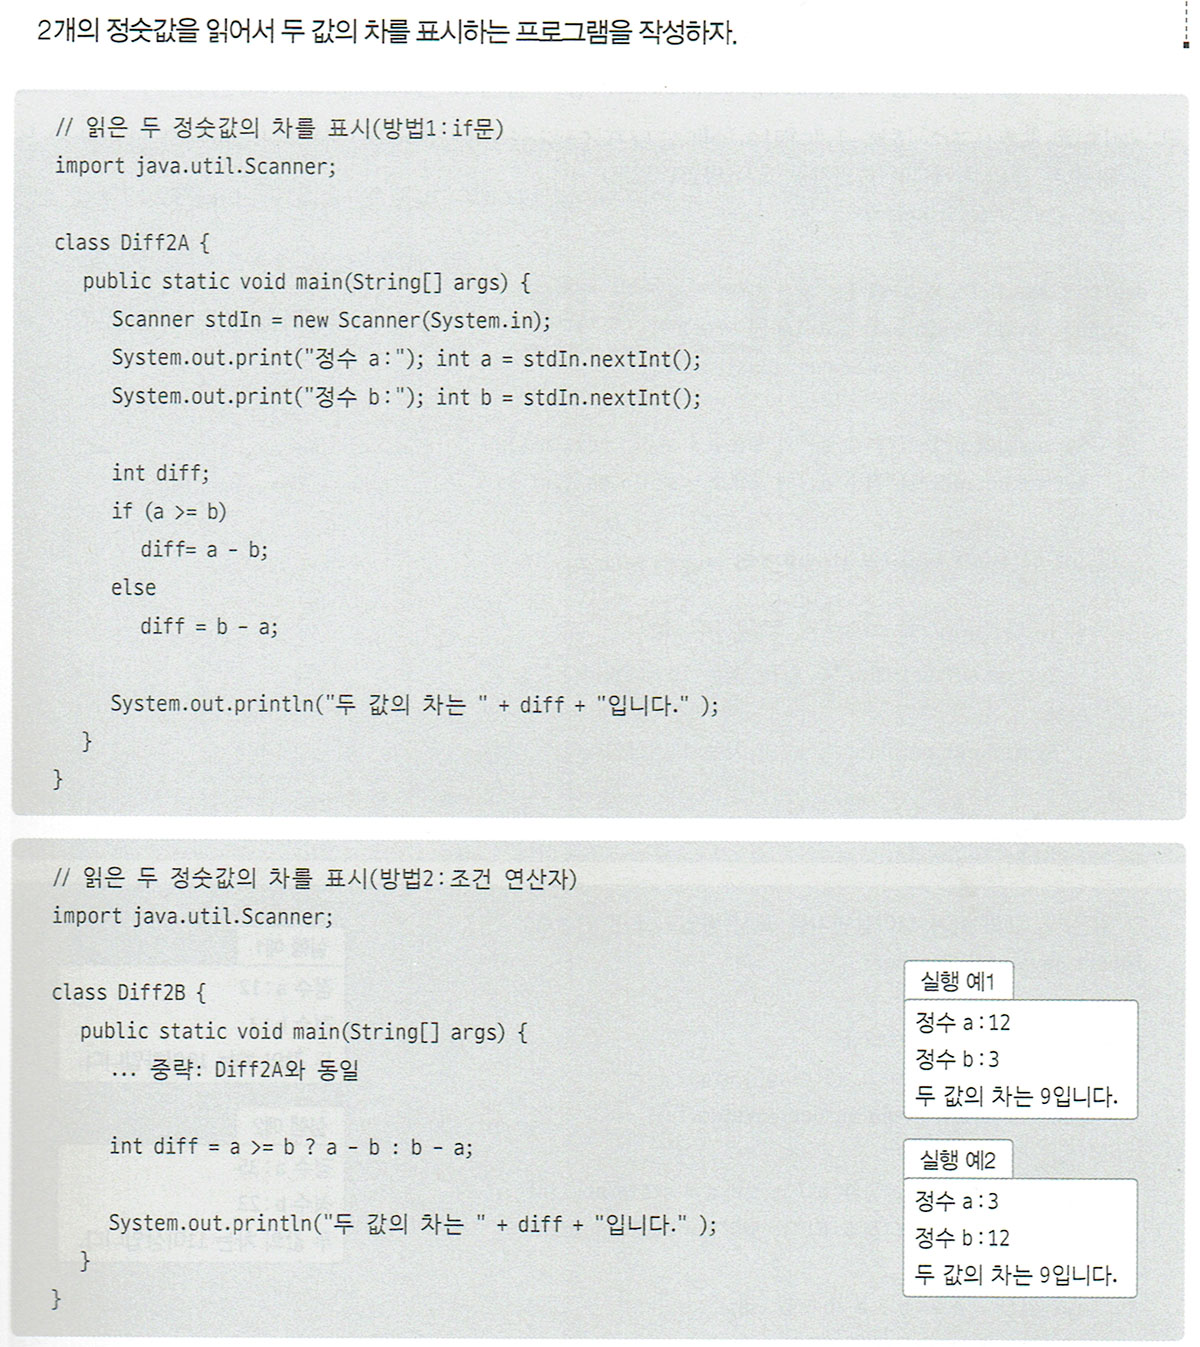 2개의 정숫값을 읽어서 두 값의 차를 표시하는 프로그램을 작성하자.
// 읽은 두 정숫값의 차를 표시(방법1:if문)
import java.util.Scanner;
class Diff2A {
public static void main(String[] args) {
Scanner stdIn = new Scanner(System.in);
System.out.print("정수 a:"); int a = stdIn.nextInt();
System.out.print("정수 b:"); int b = stdIn.nextInt();
int diff;
if (a >= b)
diff= a - b;
else
diff = b - a;
System.out.println("두 값의 차는 " + diff + "입니다." );
}
}
// 읽은 두 정숫값의 차를 표시(방법2:조건 연산자)
import java.util.Scanner;
class Diff2B {
public static void main(String[] args) {
... 중략: Diff2A와 동일
int diff = a >= b ? a - b : b - a;
System.out.println("두 값의 차는 " + diff + "입니다." );
}
}
실행 예1
정수 a:12
정수 b:3
두 값의 차는 9입니다.
실행 예2
정수 a:3
정수 b:12
두 값의 차는 9입니다.